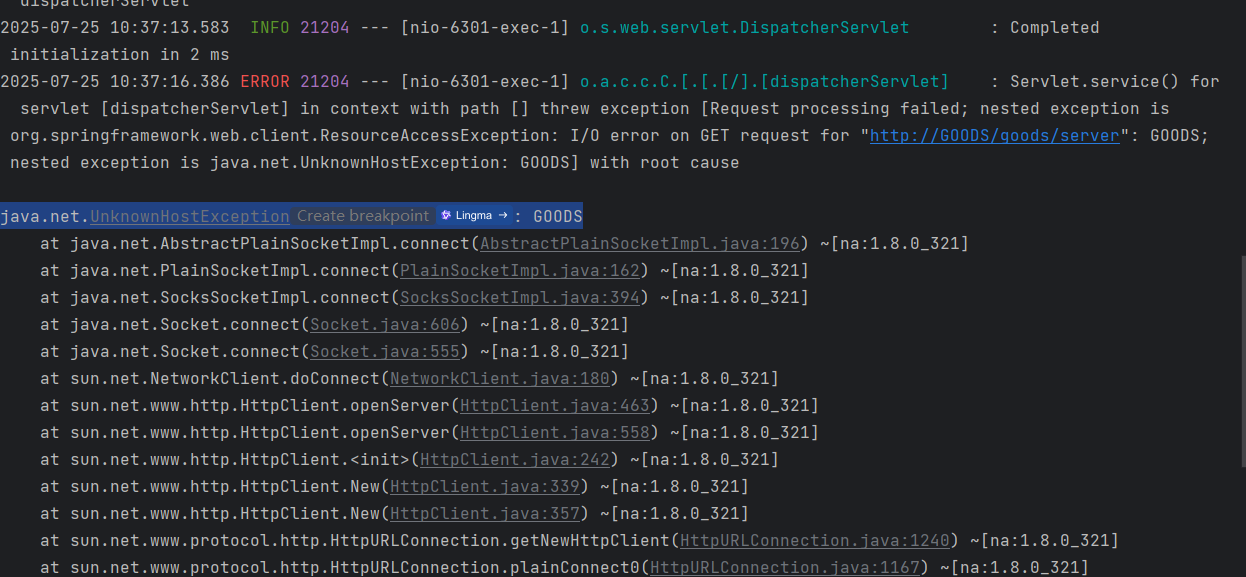 dispatcherServlet
2025-07-25 10:37:13.583  INFO 21204 --- [nio-6301-exec-1] o.s.web.servlet.DispatcherServlet        : Completed
 initialization in 2 ms
2025-07-25 10:37:16.386 ERROR 21204 --- [nio-6301-exec-1] o.a.c.c.C.[.[.[/].[dispatcherServlet]    : Servlet.service() for
  servlet [dispatcherServlet] in context with path [] threw exception [Request processing failed; nested exception is
 org.springframework.web.client.ResourceAccessException: I/O error on GET request for "http://GOODS/goods/server": GOODS;
 nested exception is java.net.UnknownHostException: GOODS] with root cause
java.net.UnknownHostException Create breakpoint Lingma → : GOODS
    at java.net.AbstractPlainSocketImpl.connect(AbstractPlainSocketImpl.java:196) ~[na:1.8.0_321]
    at java.net.PlainSocketImpl.connect(PlainSocketImpl.java:162) ~[na:1.8.0_321]
    at java.net.SocksSocketImpl.connect(SocksSocketImpl.java:394) ~[na:1.8.0_321]
    at java.net.Socket.connect(Socket.java:606) ~[na:1.8.0_321]
    at java.net.Socket.connect(Socket.java:555) ~[na:1.8.0_321]
    at sun.net.NetworkClient.doConnect(NetworkClient.java:180) ~[na:1.8.0_321]
    at sun.net.www.http.HttpClient.openServer(HttpClient.java:463) ~[na:1.8.0_321]
    at sun.net.www.http.HttpClient.openServer(HttpClient.java:558) ~[na:1.8.0_321]
    at sun.net.www.http.HttpClient.<init>(HttpClient.java:242) ~[na:1.8.0_321]
    at sun.net.www.http.HttpClient.New(HttpClient.java:339) ~[na:1.8.0_321]
    at sun.net.www.http.HttpClient.New(HttpClient.java:357) ~[na:1.8.0_321]
    at sun.net.www.protocol.http.HttpURLConnection.getNewHttpClient(HttpURLConnection.java:1240) ~[na:1.8.0_321]
    at sun.net.www.protocol.http.HttpURLConnection.plainConnect0(HttpURLConnection.java:1167) ~[na:1.8.0_321]